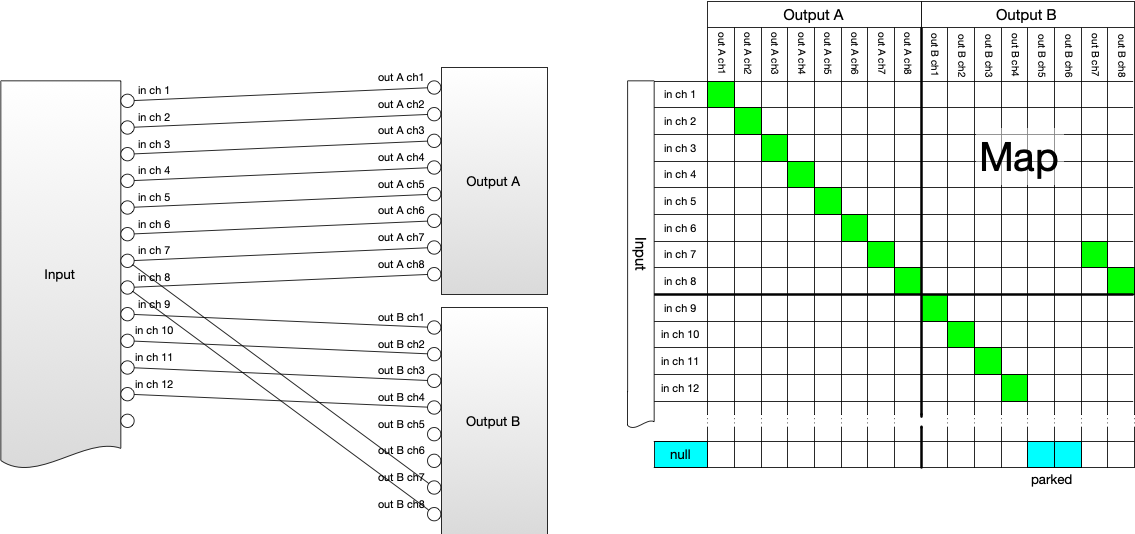 in ch 1
in ch 2
in ch 3
in ch 4
in ch 5
in ch 6
in ch 7
in ch 8
in ch 9
in ch 10
in ch 11
in ch 12
Input
out A ch1
out A ch2
out A ch3
out A ch4
out A ch5
out A ch6
out A ch7
out A ch8
Output A
out B ch1
out B ch2
out B ch3
out B ch4
out B ch5
out B ch6
out B ch7
out B ch8
Output B
Output A
Output B
out A ch1
out A ch2
out A ch3
out A ch4
out A ch5
out A ch6
out A ch7
out A ch8
out B ch1
out B ch2
out B ch3
out B ch4
out B ch5
out B ch6
out B ch7
out B ch8
Input
in ch 1
in ch 2
in ch 3
in ch 4
in ch 5
in ch 6
in ch 7
in ch 8
in ch 9
in ch 10
in ch 11
in ch 12
Map
null
parked